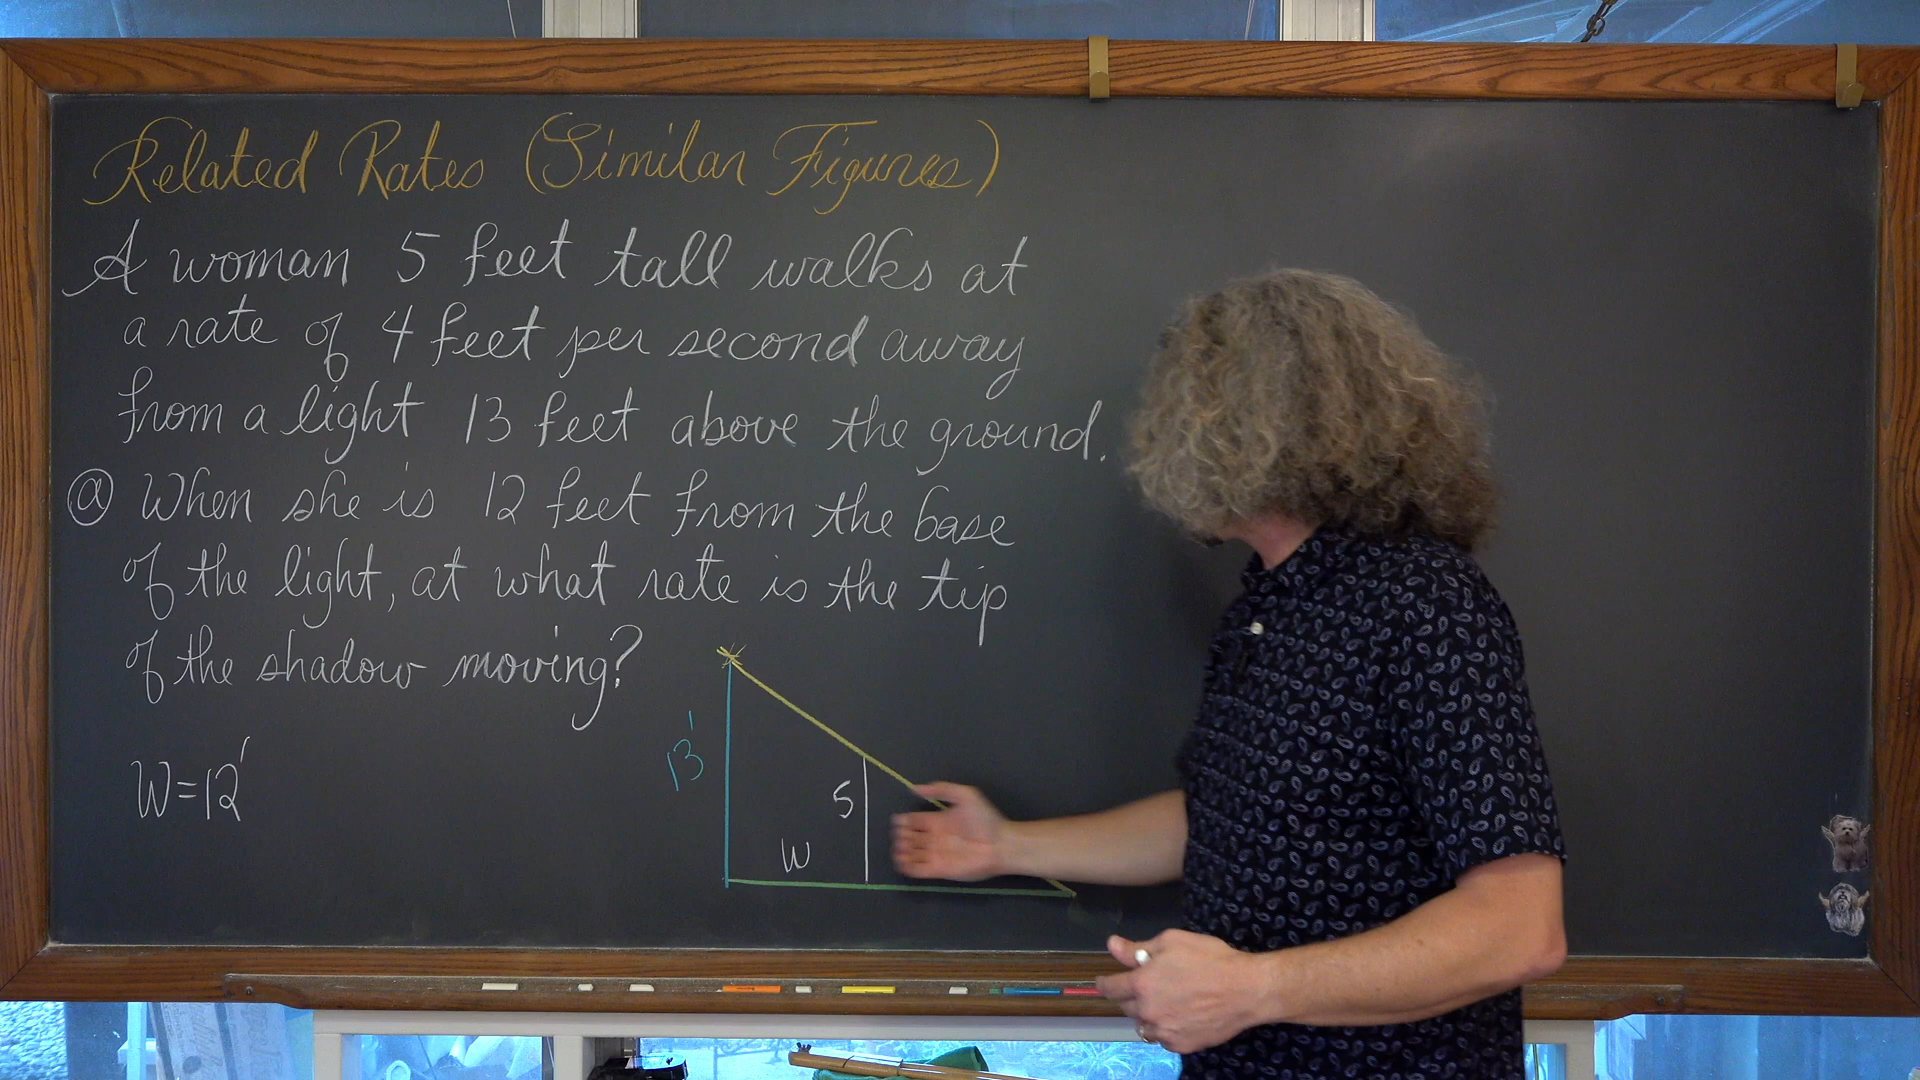 Related Rates (Similar Figures)
A woman 5 feet tall walks at
a rate of 4 feet per second away
from a light 13 feet above the ground.
ⓐ When she is 12 feet from the base
of the light, at what rate is the tip
of the shadow moving?
W=12'
13'
5
W